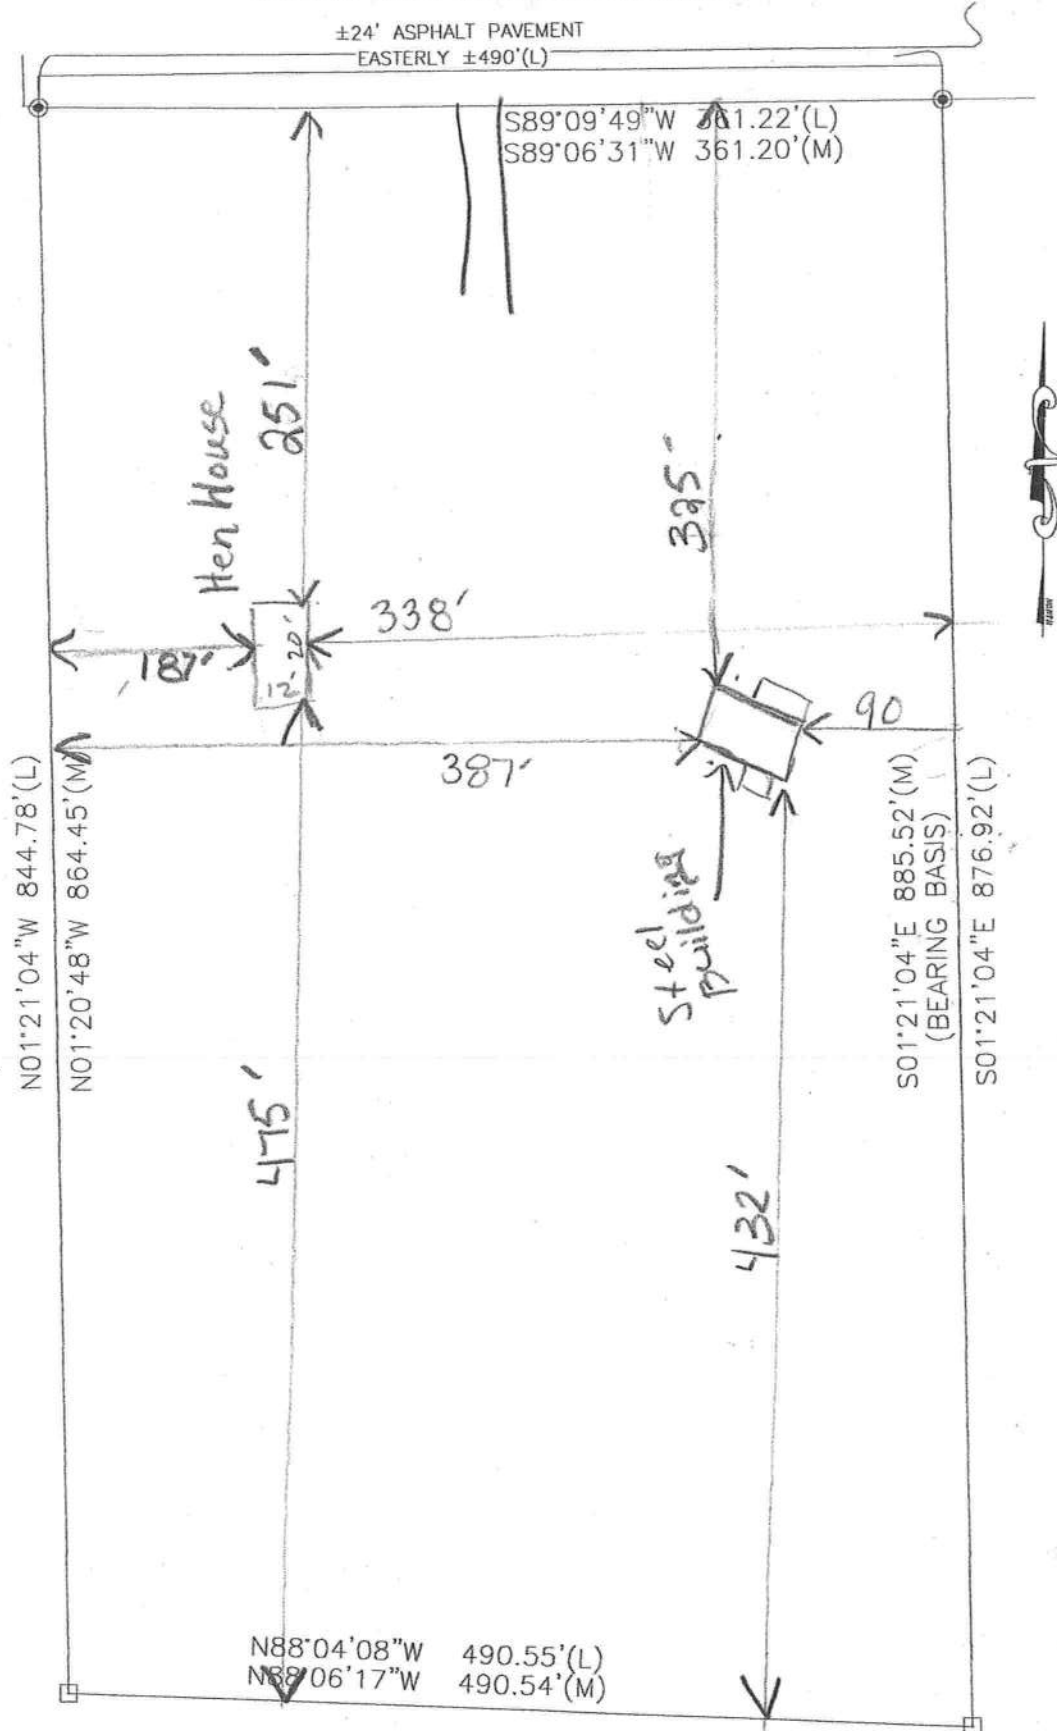 ±24' ASPHALT PAVEMENT
EASTERLY ±490'(L)
S89°09'49"W 361.22'(L)
S89°06'31"W 361.20'(M)
Hen House
251'
325'
338'
187'
12' 20'
90
387'
Steel
Building
N01°21'04"W 844.78'(L)
N01°20'48"W 864.45'(M)
S01°21'04"E 885.52'(M)
(BEARING BASIS)
S01°21'04"E 876.92'(L)
475'
432'
N88°04'08"W 490.55'(L)
N88°06'17"W 490.54'(M)
NORTH